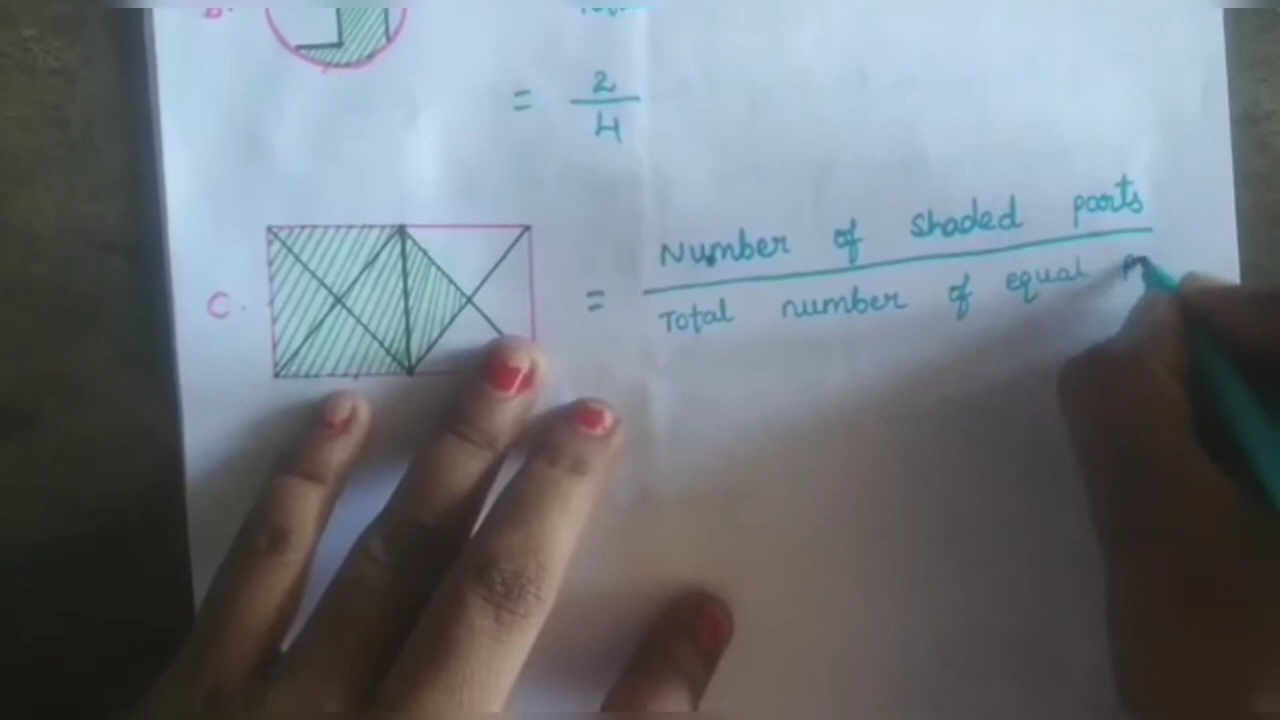 = 2
4
C.
= Number of shaded parts
Total number of equal